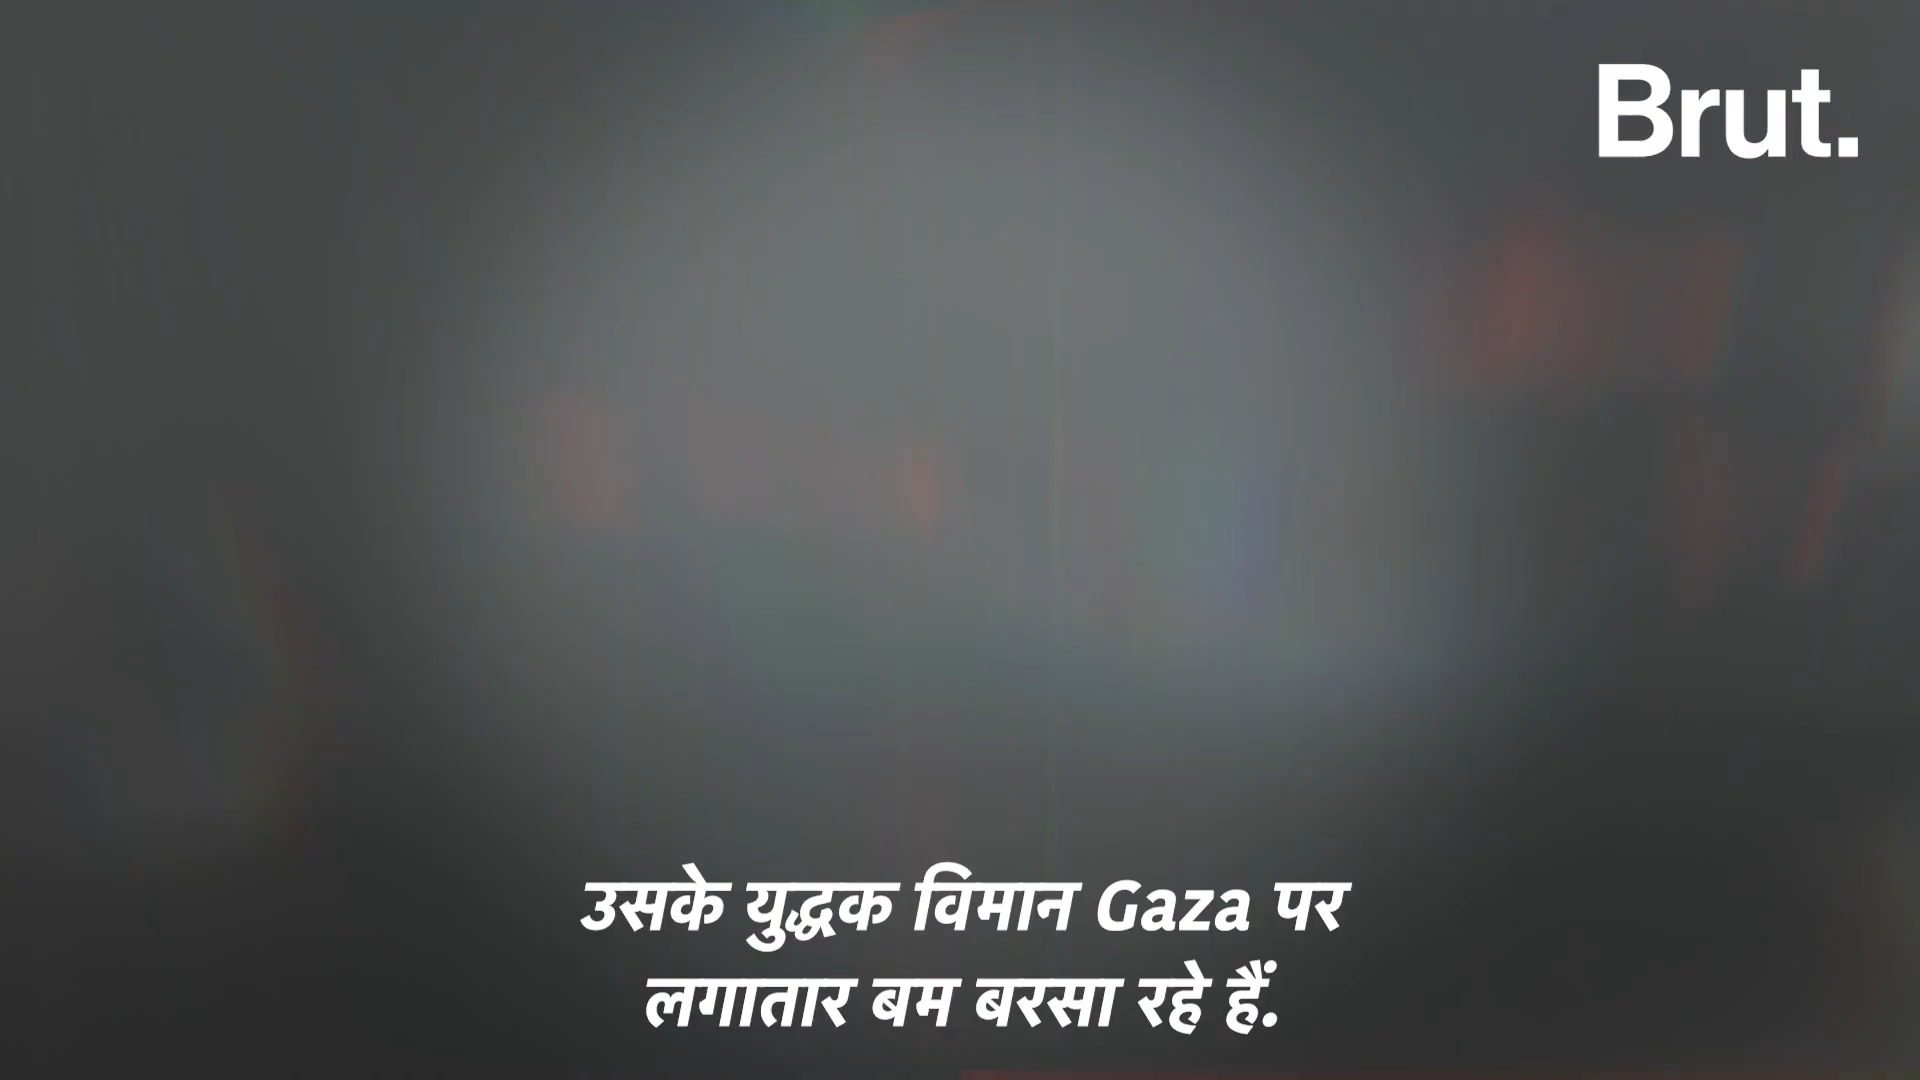 Brut.
उसके युद्धक विमान Gaza पर
लगातार बम बरसा रहे हैं.